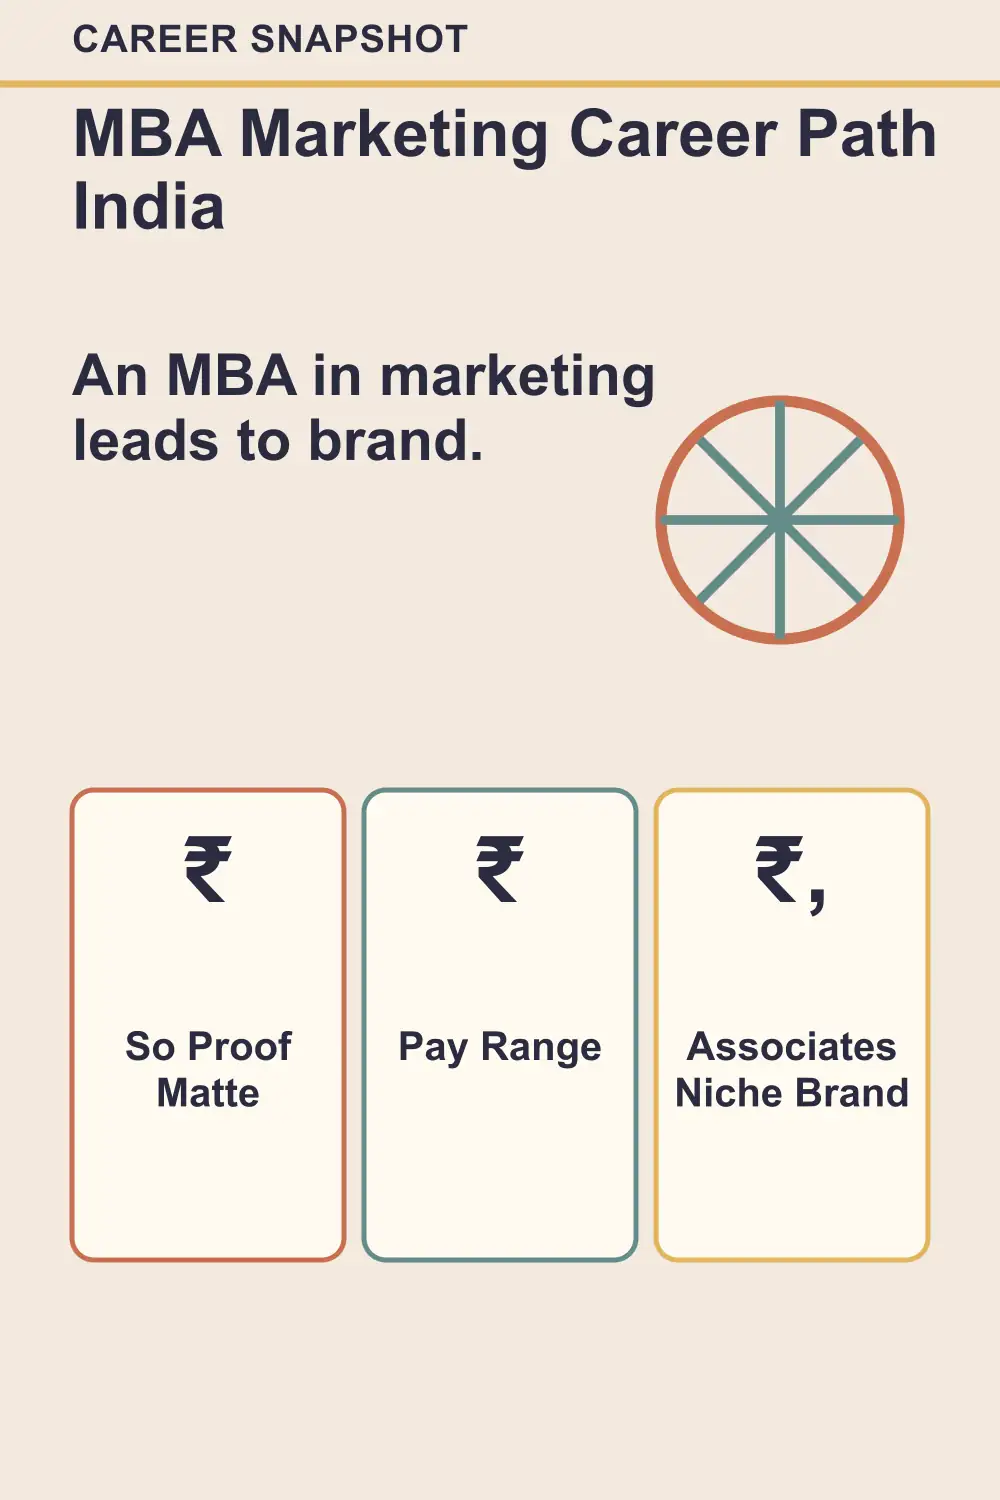 CAREER SNAPSHOT
MBA Marketing Career Path
India
An MBA in marketing
leads to brand.
₹
So Proof
Matte
₹
Pay Range
₹,
Associates
Niche Brand